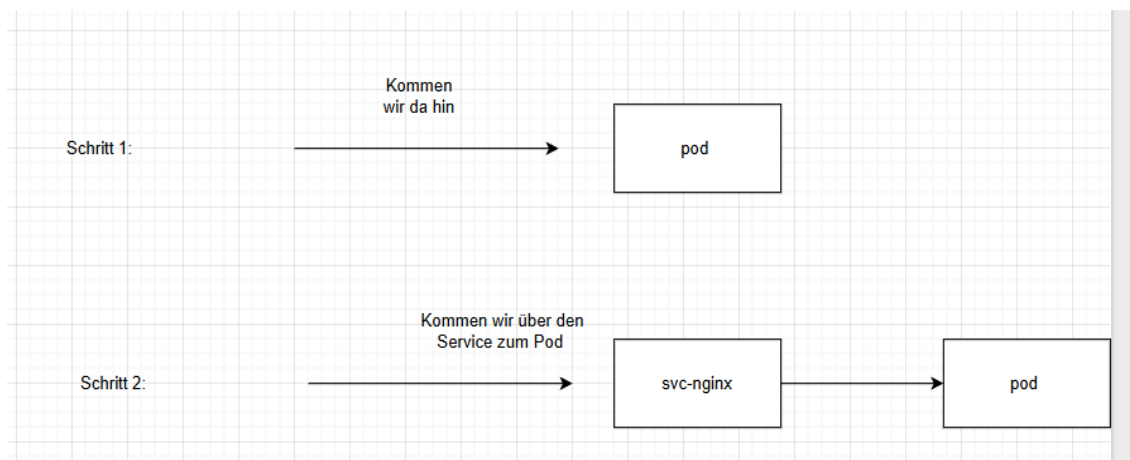 Kommen
wir da hin
Schritt 1:
pod
Kommen wir über den
Service zum Pod
Schritt 2:
svc-nginx
pod